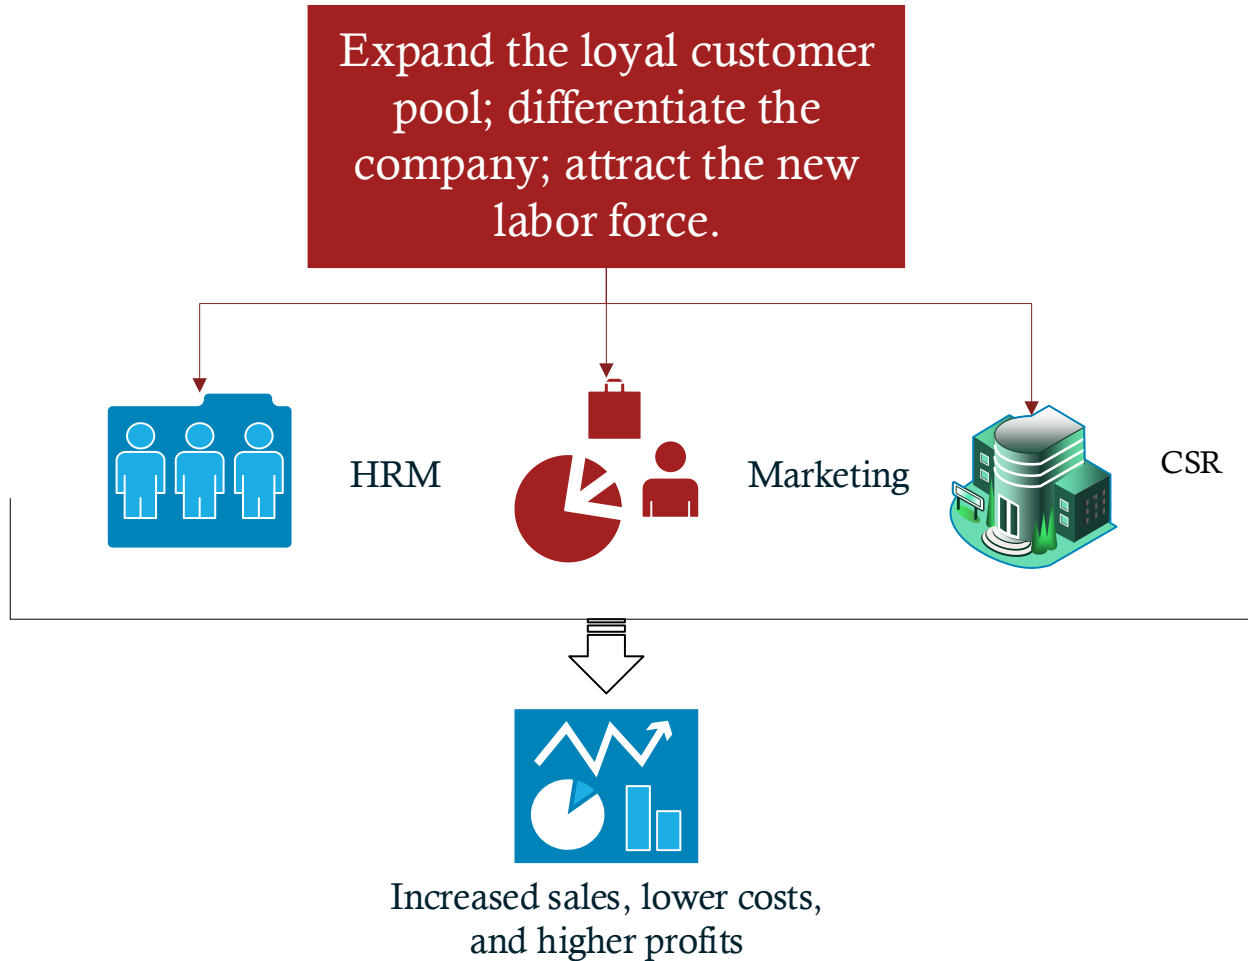 Expand the loyal customer
pool; differentiate the
company; attract the new
labor force.
HRM
Marketing
CSR
Increased sales, lower costs,
and higher profits